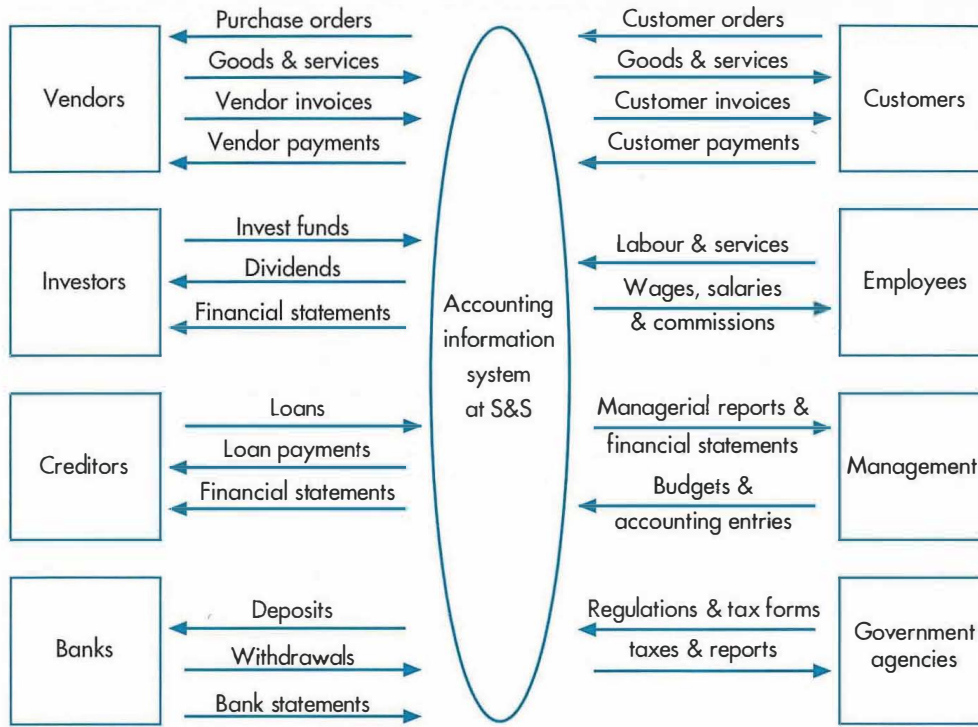 Purchase orders
Goods & services
Vendors
Vendor invoices
Vendor payments
Customer orders
Goods & services
Customer invoices
Customers
Customer payments
Invest funds
Investors
Dividends
Financial statements
Accounting
information
system
at S&S
Labour & services
Employees
Wages, salaries
& commissions
Loans
Creditors
Loan payments
Financial statements
Managerial reports &
financial statements
Management
Budgets &
accounting entries
Deposits
Banks
Withdrawals
Bank statements
Regulations & tax forms
taxes & reports
Government
agencies